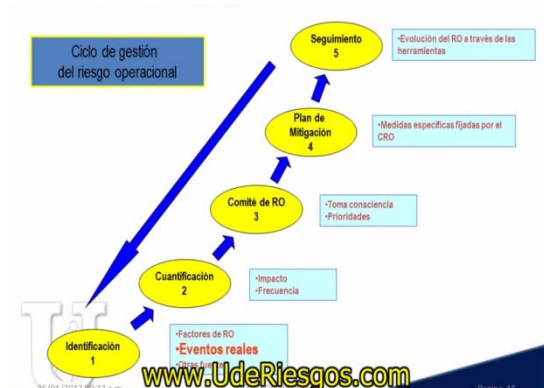 Ciclo de gestión
del riesgo operacional
Seguimiento
5
•Evolución del RO a través de las
herramientas
Plan de
Mitigación
4
•Medidas específicas fijadas por el
CRO
Comité de RO
3
•Toma consciencia
•Prioridades
Cuantificación
2
•Impacto
•Frecuencia
Identificación
1
•Factores de RO
•Eventos reales
•Otras
www.UdeRiesgos.com